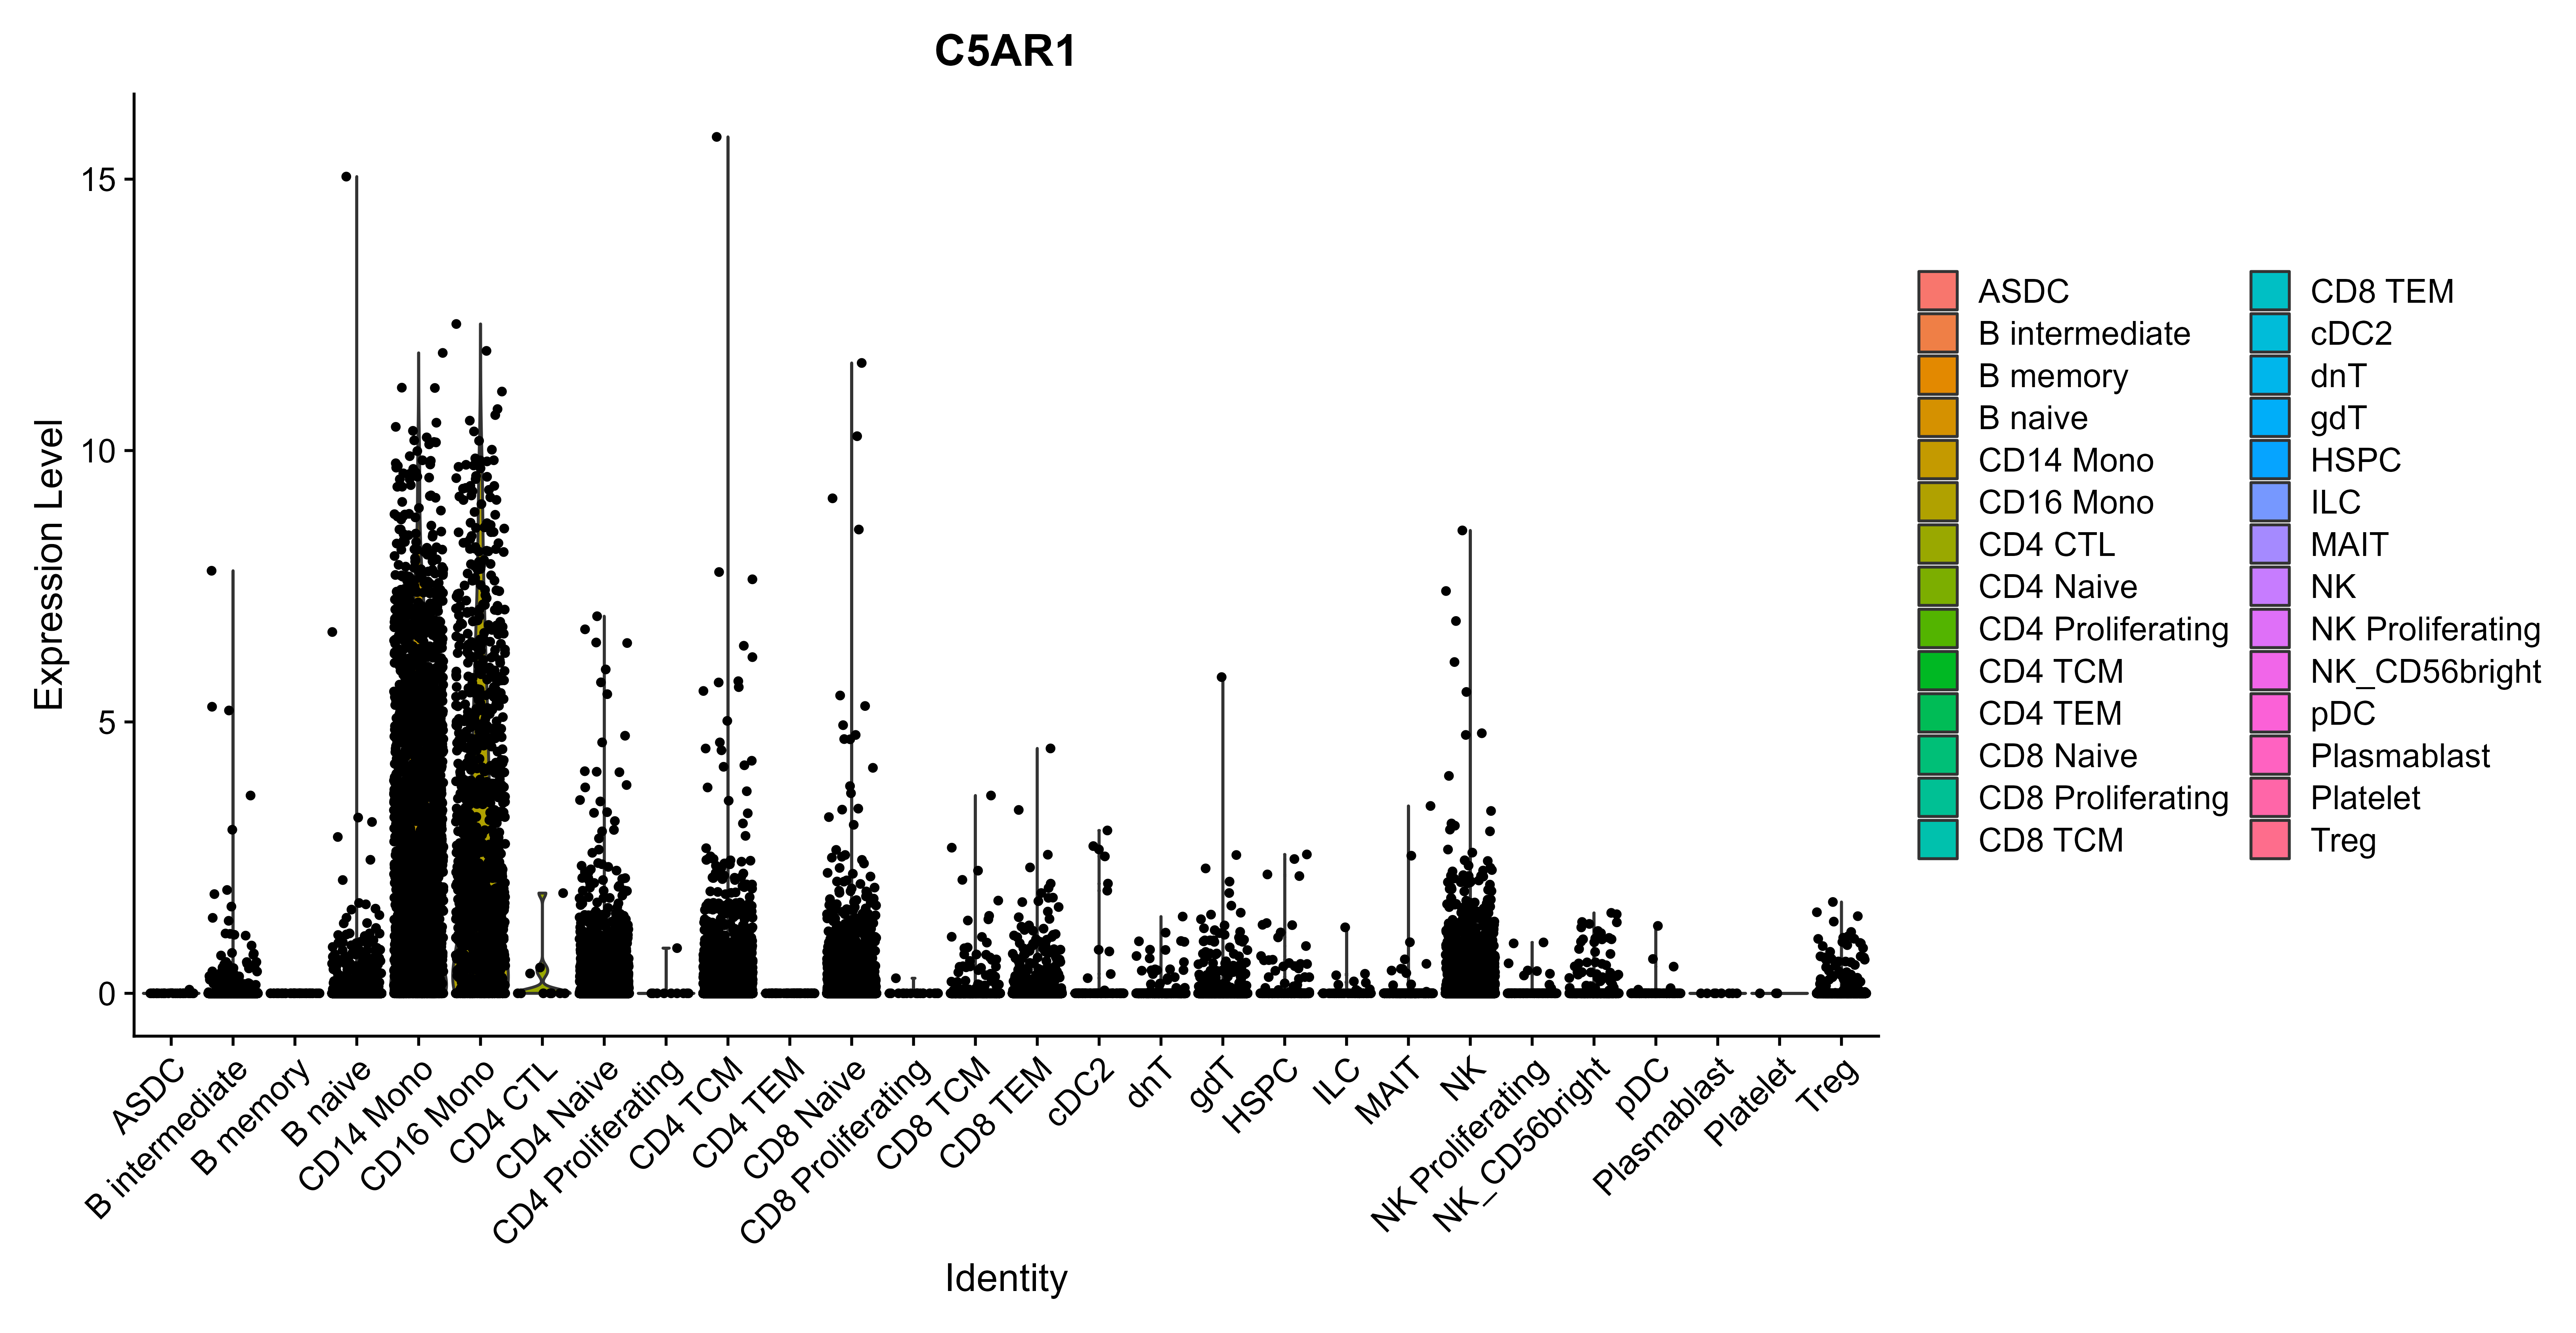 C5AR1
Expression Level
15
10
5
0
ASDC
B intermediate
B memory
B naive
CD14 Mono
CD16 Mono
CD4 CTL
CD4 Naive
CD4 Proliferating
CD4 TCM
CD4 TEM
CD8 Naive
CD8 Proliferating
CD8 TCM
CD8 TEM
cDC2
dnT
gdT
HSPC
ILC
MAIT
NK
NK Proliferating
NK_CD56bright
pDC
Plasmablast
Platelet
Treg
Identity
ASDC
B intermediate
B memory
B naive
CD14 Mono
CD16 Mono
CD4 CTL
CD4 Naive
CD4 Proliferating
CD4 TCM
CD4 TEM
CD8 Naive
CD8 Proliferating
CD8 TCM
CD8 TEM
cDC2
dnT
gdT
HSPC
ILC
MAIT
NK
NK Proliferating
NK_CD56bright
pDC
Plasmablast
Platelet
Treg